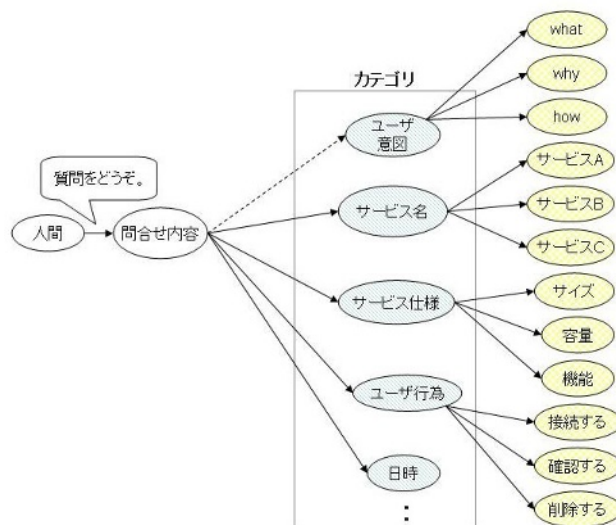 カテゴリ
質問をどうぞ。
人間
問合せ内容
ユーザ
意図
サービス名
サービス仕様
ユーザ行為
日時
what
why
how
サービスA
サービスB
サービスC
サイズ
容量
機能
接続する
確認する
削除する